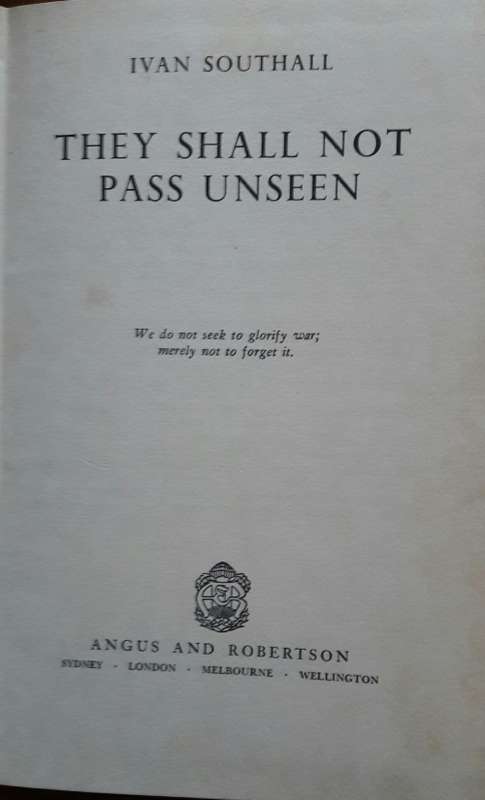 IVAN SOUTHALL
THEY SHALL NOT
PASS UNSEEN
We do not seek to glorify war;
merely not to forget it.
ANGUS AND ROBERTSON
SYDNEY · LONDON · MELBOURNE · WELLINGTON